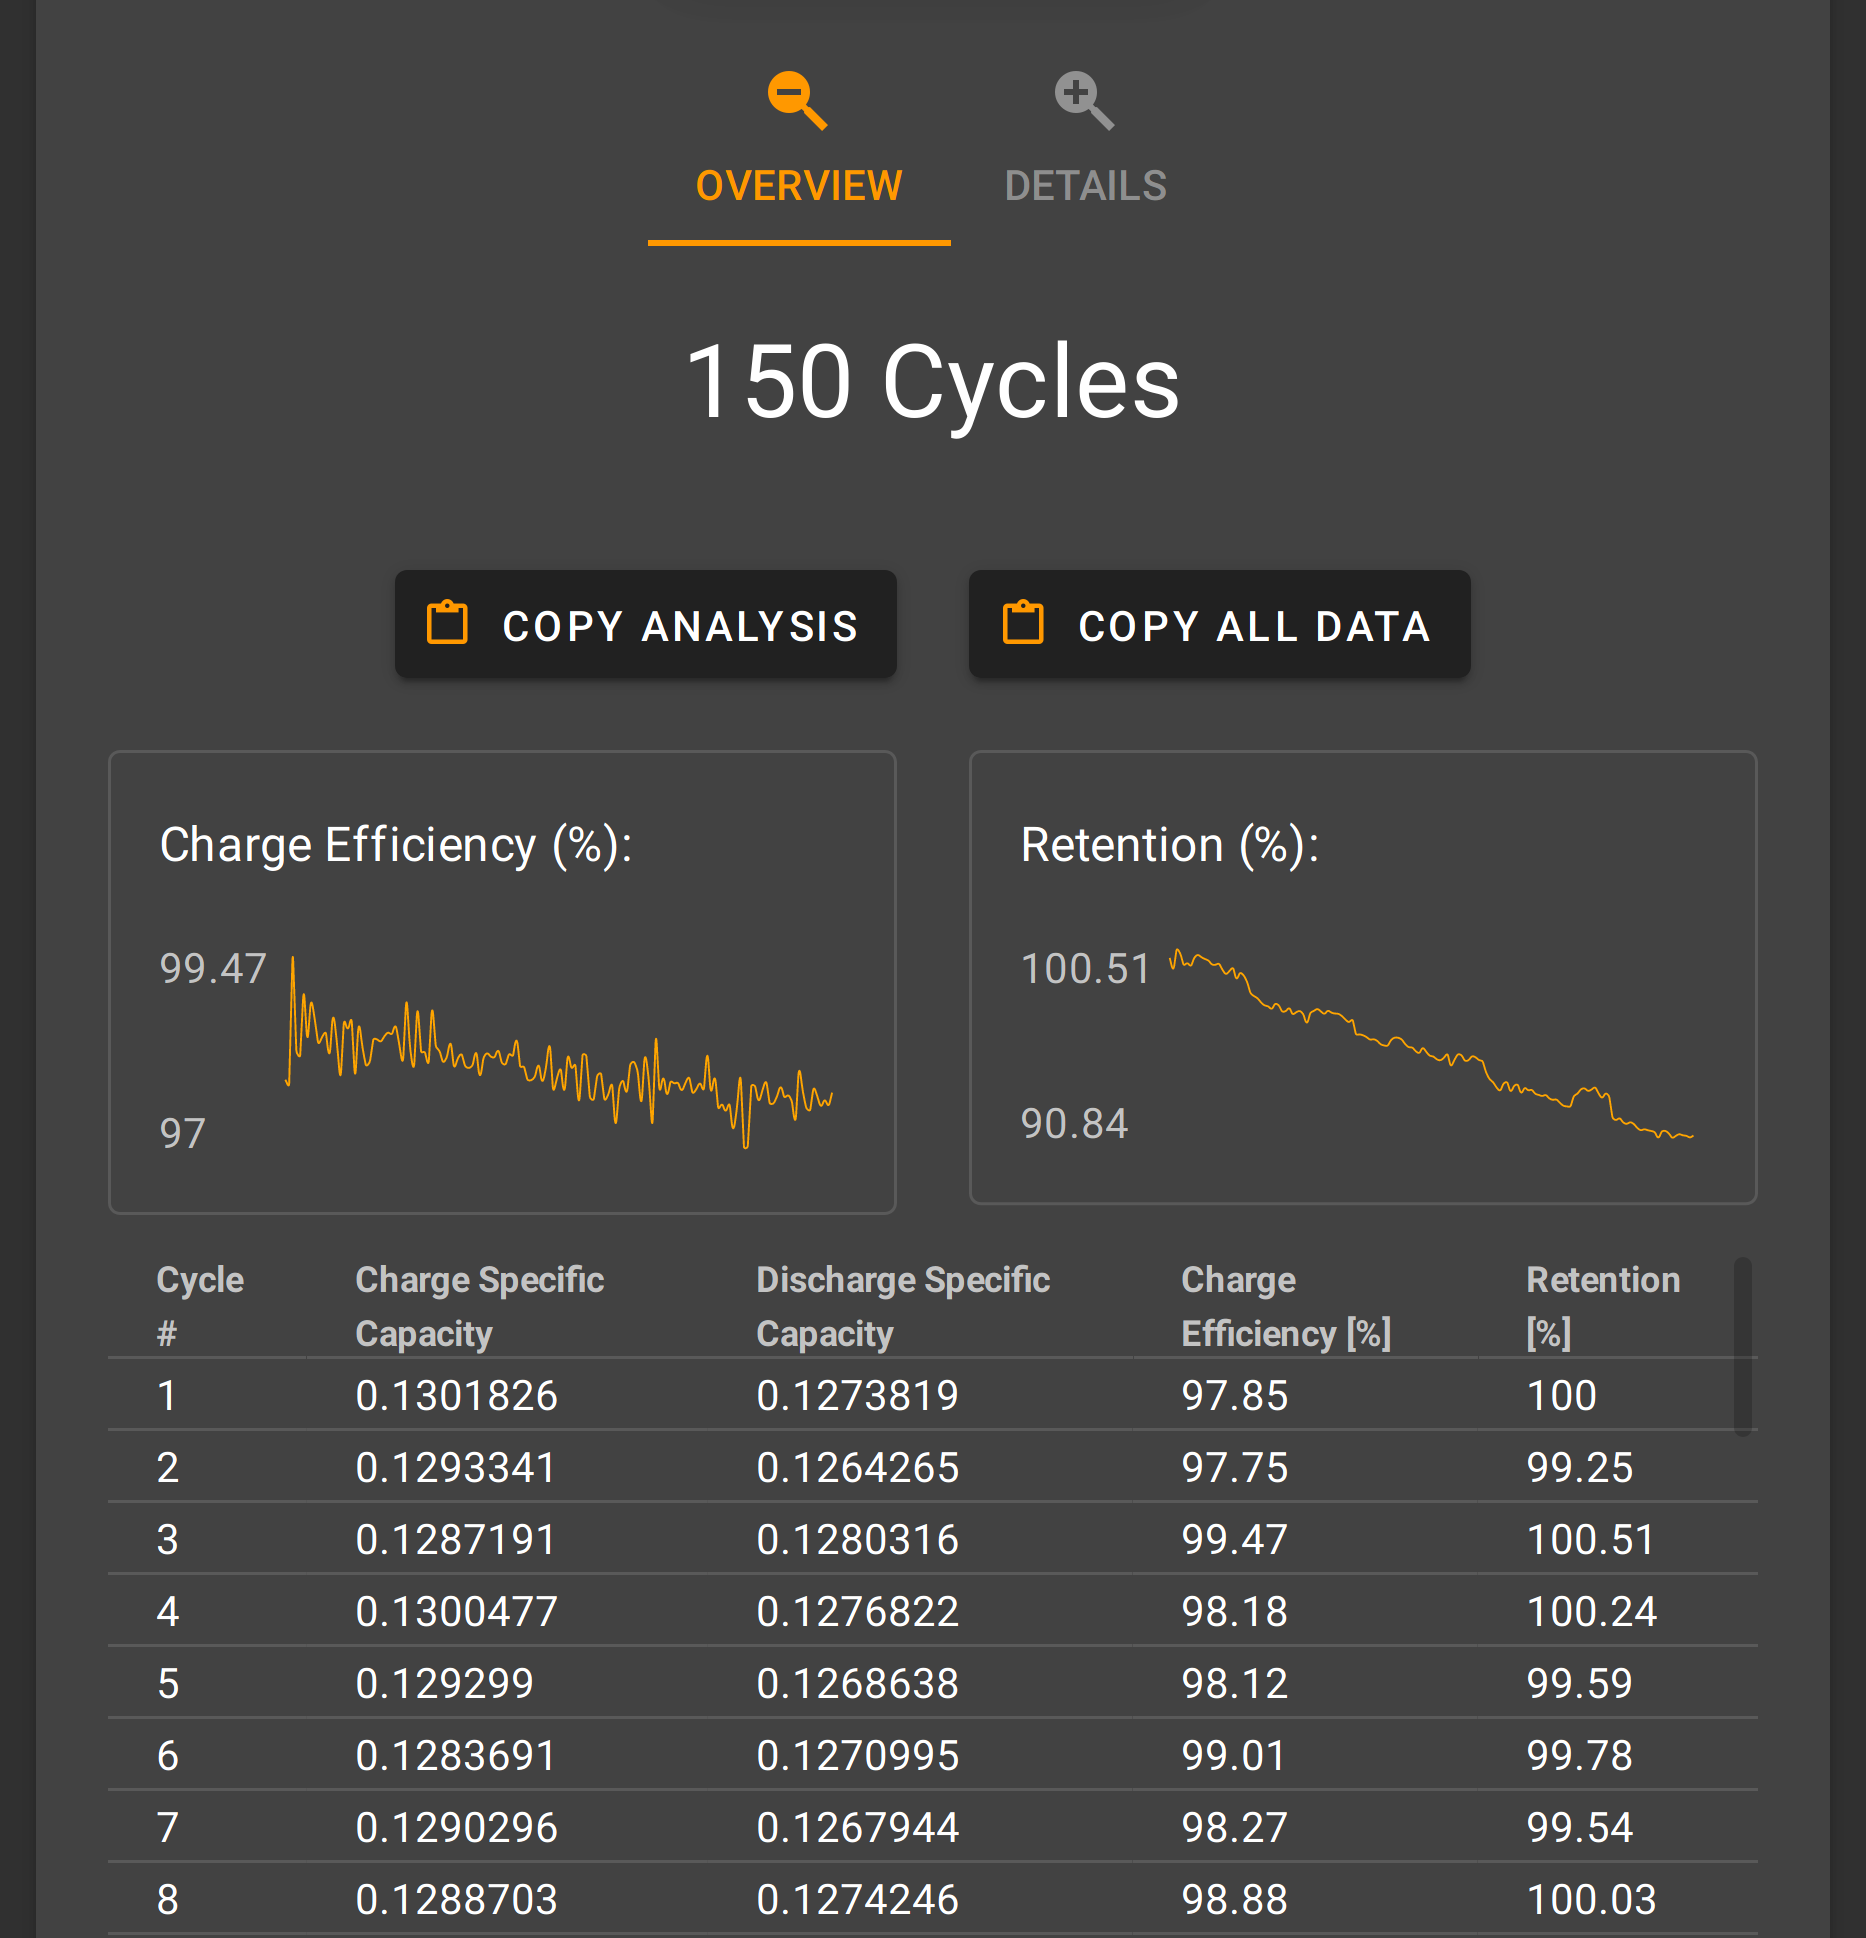 OVERVIEW DETAILS
150 Cycles
COPY ANALYSIS COPY ALL DATA
Charge Efficiency (%):
99.47
97
Retention (%):
100.51
90.84
Cycle # Charge Specific Capacity Discharge Specific Capacity Charge Efficiency [%] Retention [%]
1 0.1301826 0.1273819 97.85 100
2 0.1293341 0.1264265 97.75 99.25
3 0.1287191 0.1280316 99.47 100.51
4 0.1300477 0.1276822 98.18 100.24
5 0.129299 0.1268638 98.12 99.59
6 0.1283691 0.1270995 99.01 99.78
7 0.1290296 0.1267944 98.27 99.54
8 0.1288703 0.1274246 98.88 100.03